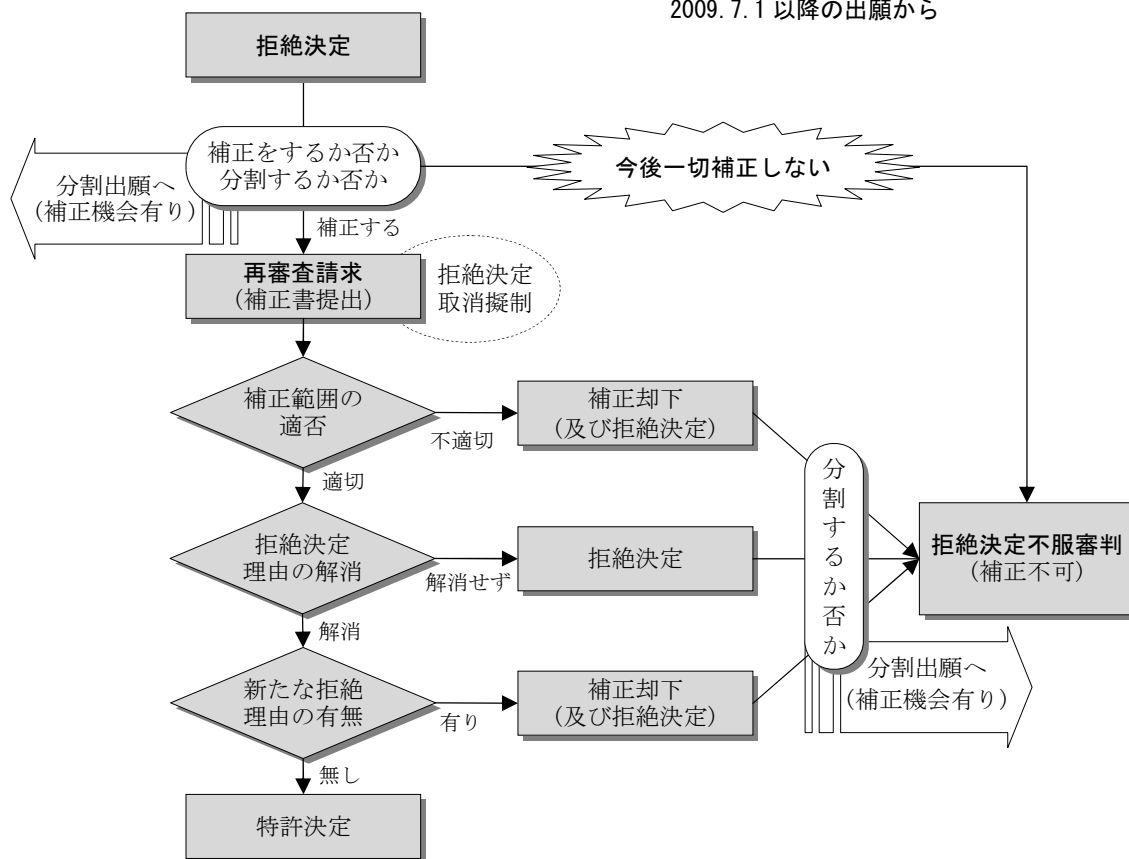 2009.7.1 以降の出願から
拒絶決定
補正をするか否か
分割するか否か
今後一切補正しない
分割出願へ
(補正機会有り)
補正する
再審査請求
(補正書提出)
拒絶決定
取消擬制
補正範囲の
適否
不適切
補正却下
(及び拒絶決定)
適切
分割するか否か
拒絶決定
理由の解消
解消せず
拒絶決定
拒絶決定不服審判
(補正不可)
解消
新たな拒絶
理由の有無
有り
補正却下
(及び拒絶決定)
分割出願へ
(補正機会有り)
無し
特許決定